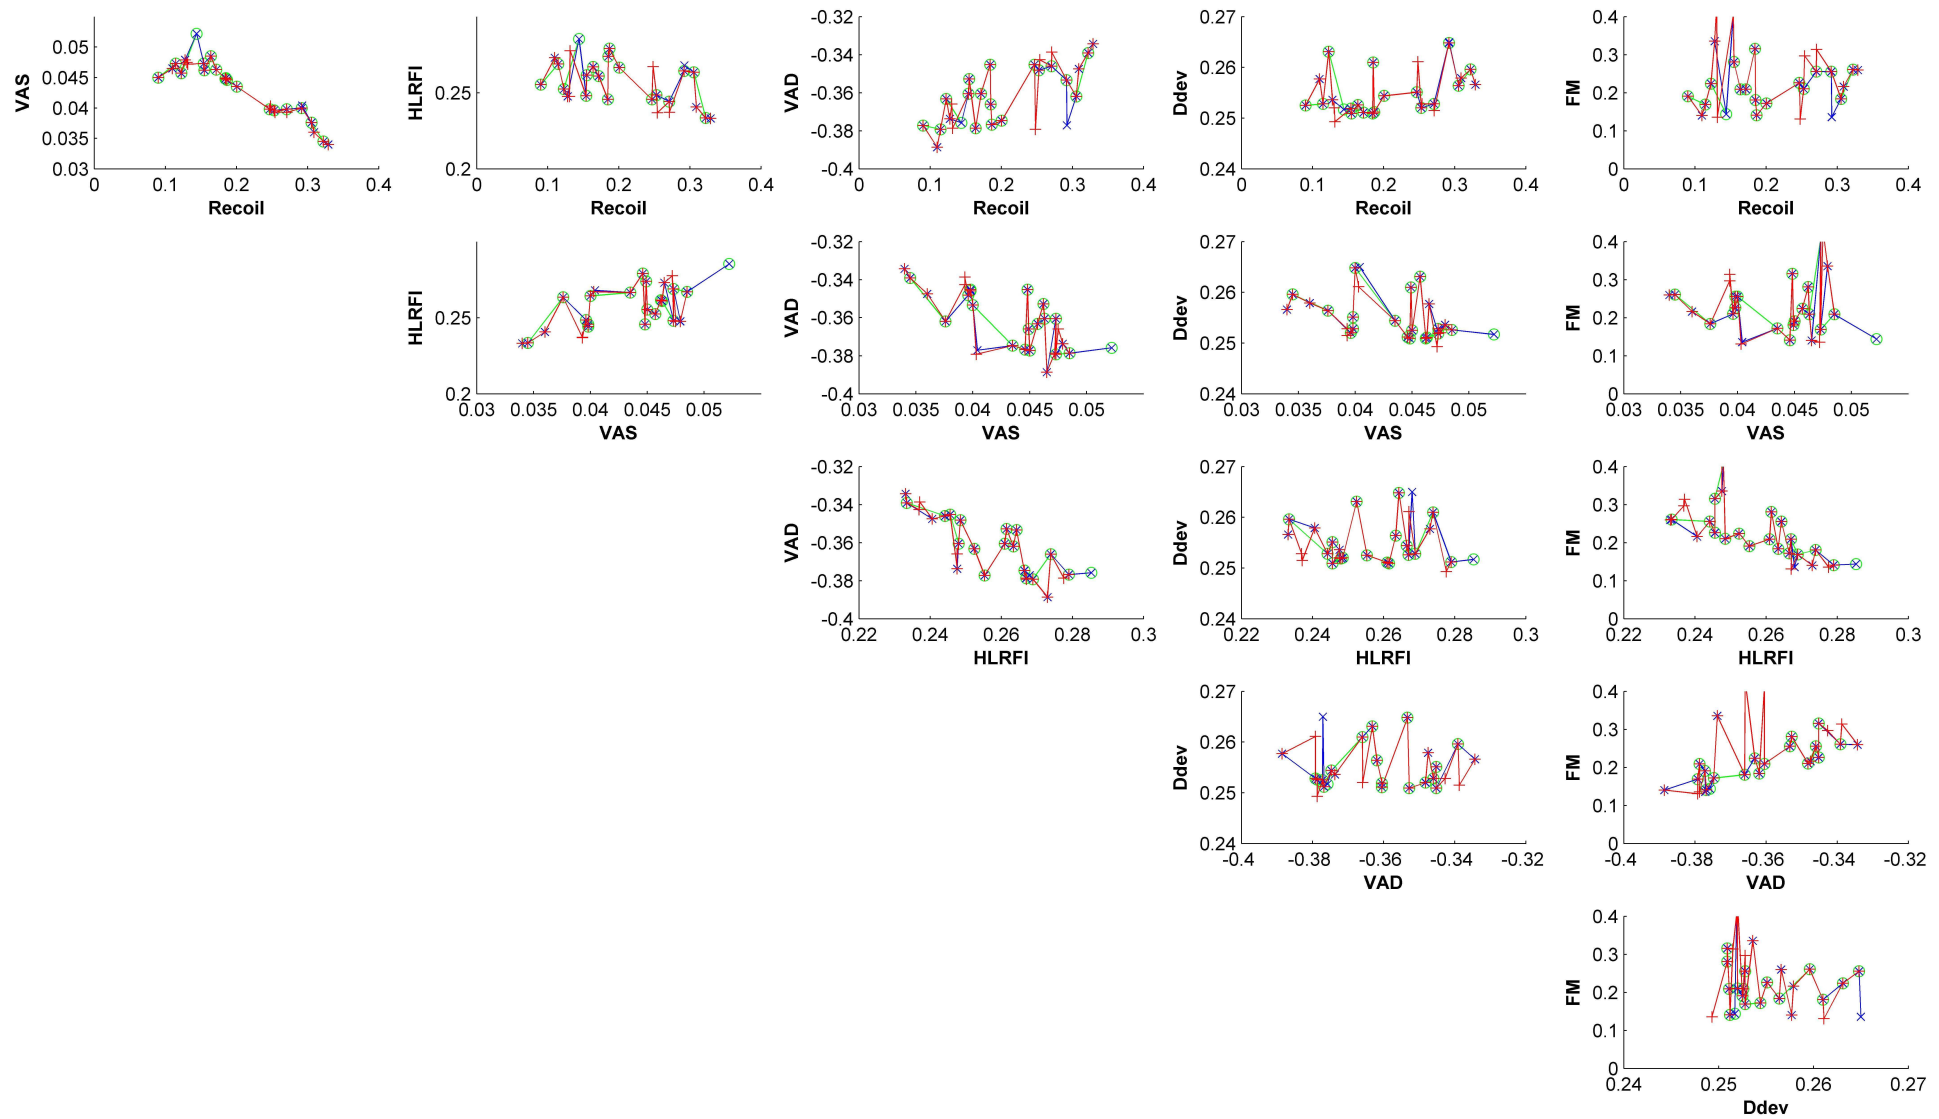 0.05
0.045
0.04
0.035
0.03
VAS
0 0.1 0.2 0.3 0.4
Recoil
0.25
0.2
HLRFI
0 0.1 0.2 0.3 0.4
Recoil
-0.32
-0.34
-0.36
-0.38
-0.4
VAD
0 0.1 0.2 0.3 0.4
Recoil
0.27
0.26
0.25
0.24
Ddev
0 0.1 0.2 0.3 0.4
Recoil
0.4
0.3
0.2
0.1
0
FM
0 0.1 0.2 0.3 0.4
Recoil
0.25
0.2
HLRFI
0.03 0.035 0.04 0.045 0.05
VAS
-0.32
-0.34
-0.36
-0.38
-0.4
VAD
0.03 0.035 0.04 0.045 0.05
VAS
0.27
0.26
0.25
0.24
Ddev
0.03 0.035 0.04 0.045 0.05
VAS
0.4
0.3
0.2
0.1
0
FM
0.03 0.035 0.04 0.045 0.05
VAS
-0.32
-0.34
-0.36
-0.38
-0.4
VAD
0.22 0.24 0.26 0.28 0.3
HLRFI
0.27
0.26
0.25
0.24
Ddev
0.22 0.24 0.26 0.28 0.3
HLRFI
0.4
0.3
0.2
0.1
0
FM
0.22 0.24 0.26 0.28 0.3
HLRFI
0.27
0.26
0.25
0.24
Ddev
-0.4 -0.38 -0.36 -0.34 -0.32
VAD
0.4
0.3
0.2
0.1
0
FM
-0.4 -0.38 -0.36 -0.34 -0.32
VAD
0.4
0.3
0.2
0.1
0
FM
0.24 0.25 0.26 0.27
Ddev